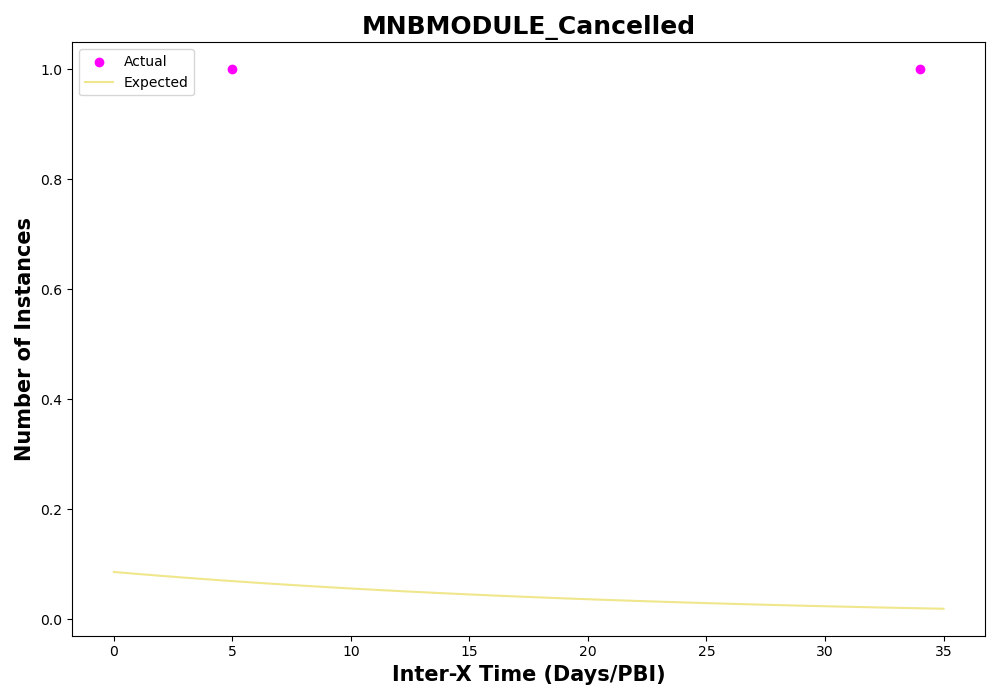 MNBMODULE_Cancelled
Actual
Expected
Number of Instances
1.0
0.8
0.6
0.4
0.2
0.0
0 5 10 15 20 25 30 35
Inter-X Time (Days/PBI)